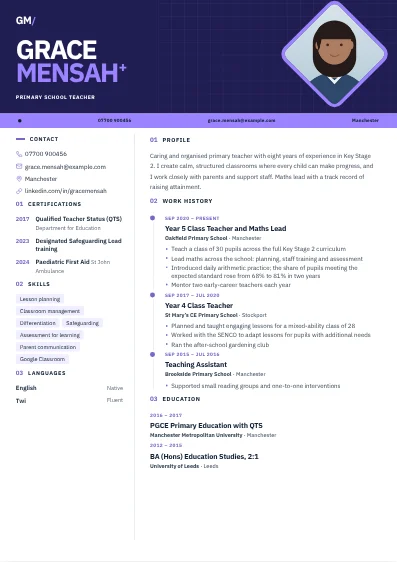 GM/
GRACE
MENSAH+
PRIMARY SCHOOL TEACHER
07700 900456
grace.mensah@example.com
Manchester
CONTACT
07700 900456
grace.mensah@example.com
Manchester
linkedin.com/in/gracemensah
01 CERTIFICATIONS
2017 Qualified Teacher Status (QTS)
Department for Education
2023 Designated Safeguarding Lead
training
2024 Paediatric First Aid St John
Ambulance
02 SKILLS
Lesson planning
Classroom management
Differentiation Safeguarding
Assessment for learning
Parent communication
Google Classroom
03 LANGUAGES
English Native
Twi Fluent
01 PROFILE
Caring and organised primary teacher with eight years of experience in Key Stage
2. I create calm, structured classrooms where every child can make progress, and
I work closely with parents and support staff. Maths lead with a track record of
raising attainment.
02 WORK HISTORY
SEP 2020 – PRESENT
Year 5 Class Teacher and Maths Lead
Oakfield Primary School · Manchester
• Teach a class of 30 pupils across the full Key Stage 2 curriculum
• Lead maths across the school: planning, staff training and assessment
• Introduced daily arithmetic practice; the share of pupils meeting the
expected standard rose from 68% to 81% in two years
• Mentor two early-career teachers each year
SEP 2017 – JUL 2020
Year 4 Class Teacher
St Mary's CE Primary School · Stockport
• Planned and taught engaging lessons for a mixed-ability class of 28
• Worked with the SENCO to adapt lessons for pupils with additional needs
• Ran the after-school gardening club
SEP 2015 – JUL 2016
Teaching Assistant
Brookside Primary School · Manchester
• Supported small reading groups and one-to-one interventions
03 EDUCATION
2016 – 2017
PGCE Primary Education with QTS
Manchester Metropolitan University · Manchester
2012 – 2015
BA (Hons) Education Studies, 2:1
University of Leeds · Leeds